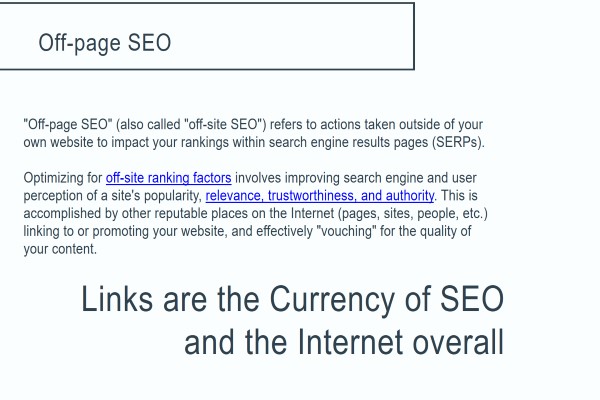 Off-page SEO
"Off-page SEO" (also called "off-site SEO") refers to actions taken outside of your
own website to impact your rankings within search engine results pages (SERPs).
Optimizing for off-site ranking factors involves improving search engine and user
perception of a site's popularity, relevance, trustworthiness, and authority. This is
accomplished by other reputable places on the Internet (pages, sites, people, etc.)
linking to or promoting your website, and effectively "vouching" for the quality of
your content.
Links are the Currency of SEO
and the Internet overall